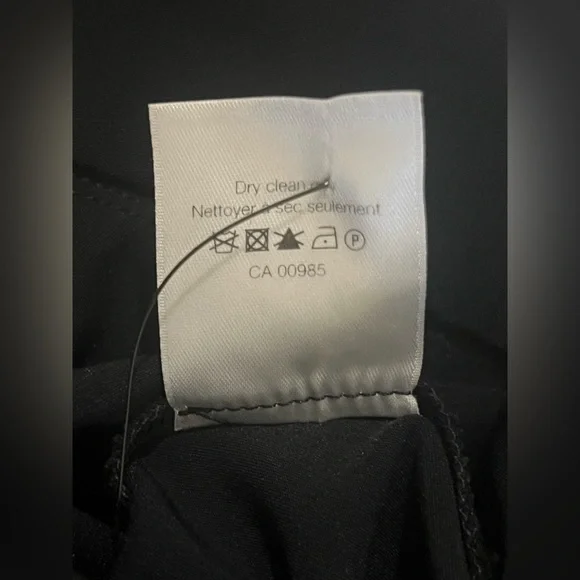 Dry clean
Nettoyer à sec seulement
P
CA 00985